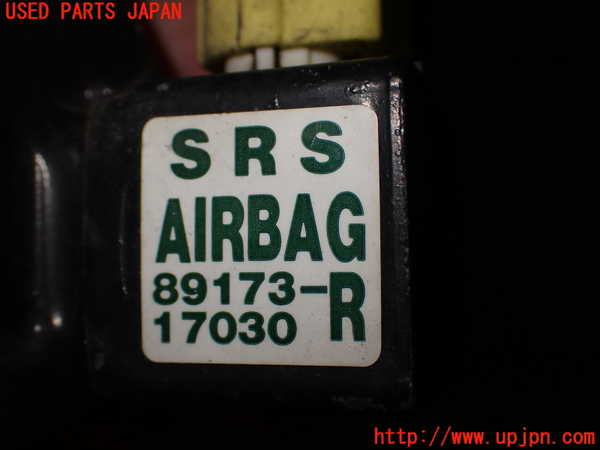 USED PARTS JAPAN
SRS
AIRBAG
89173-
17030 R
http://www.upjpn.com